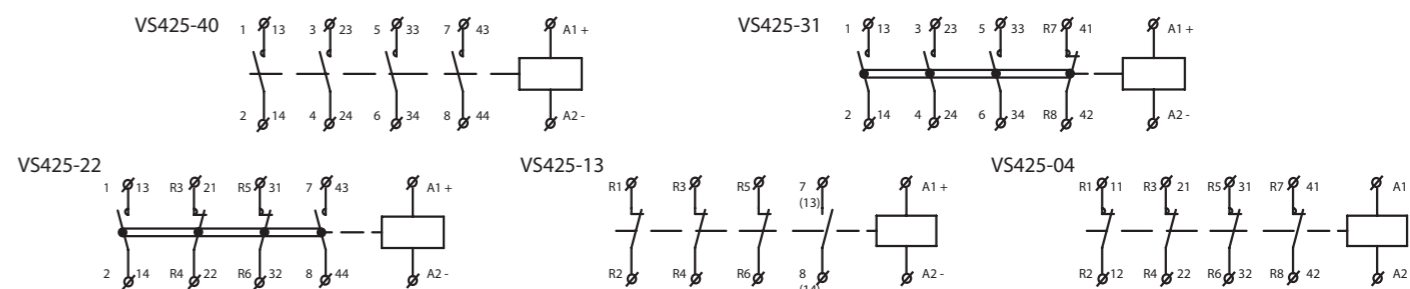 VS425-40
1 13 3 23 5 33 7 43 A1 +
2 14 4 24 6 34 8 44 A2 -
VS425-31
1 13 3 23 5 33 R7 41 A1 +
2 14 4 24 6 34 R8 42 A2 -
VS425-22
1 13 R3 21 R5 31 7 43 A1 +
2 14 R4 22 R6 32 8 44 A2 -
VS425-13
R1 R3 R5 7 A1 +
(13)
R2 R4 R6 8 A2 -
(14)
VS425-04
R1 11 R3 21 R5 31 R7 41 A1
R2 12 R4 22 R6 32 R8 42 A2